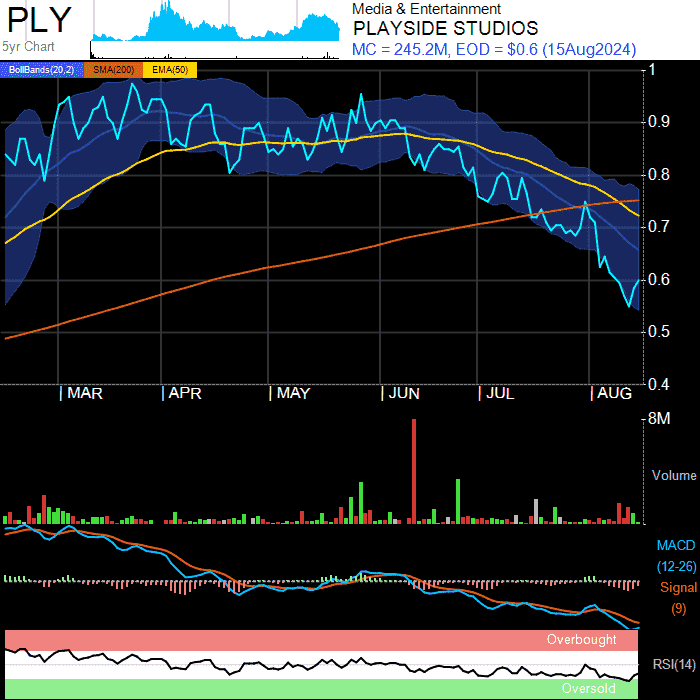 PLY
5yr Chart
Media & Entertainment
PLAYSIDE STUDIOS
MC = 245.2M, EOD = $0.6 (15Aug2024)
BollBands(20,2) SMA(200) EMA(50)
1
0.9
0.8
0.7
0.6
0.5
0.4
MAR APR MAY JUN JUL AUG
8M
Volume
MACD
(12-26)
Signal
(9)
Overbought
RSI(14)
Oversold